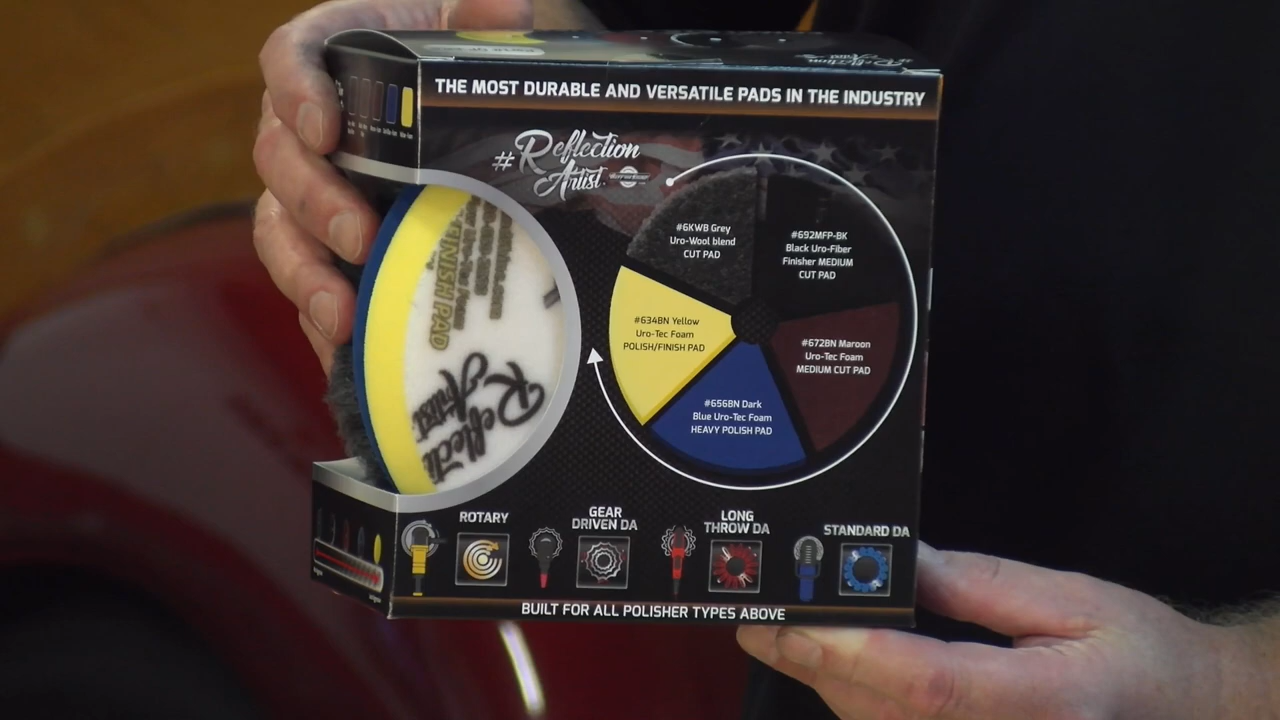 THE MOST DURABLE AND VERSATILE PADS IN THE INDUSTRY
#Reflection
Artist
#6KWB Grey
Uro-Wool blend
CUT PAD
#692MFP-BK
Black Uro-Fiber
Finisher MEDIUM
CUT PAD
#672BN Maroon
Uro-Tec Foam
MEDIUM CUT PAD
#656BN Dark
Blue Uro-Tec Foam
HEAVY POLISH PAD
#634BN Yellow
Uro-Tec Foam
POLISH/FINISH PAD
FINISH PAD
Reflecti
Artist
ROTARY
GEAR
DRIVEN DA
LONG
THROW DA
STANDARD DA
BUILT FOR ALL POLISHER TYPES ABOVE